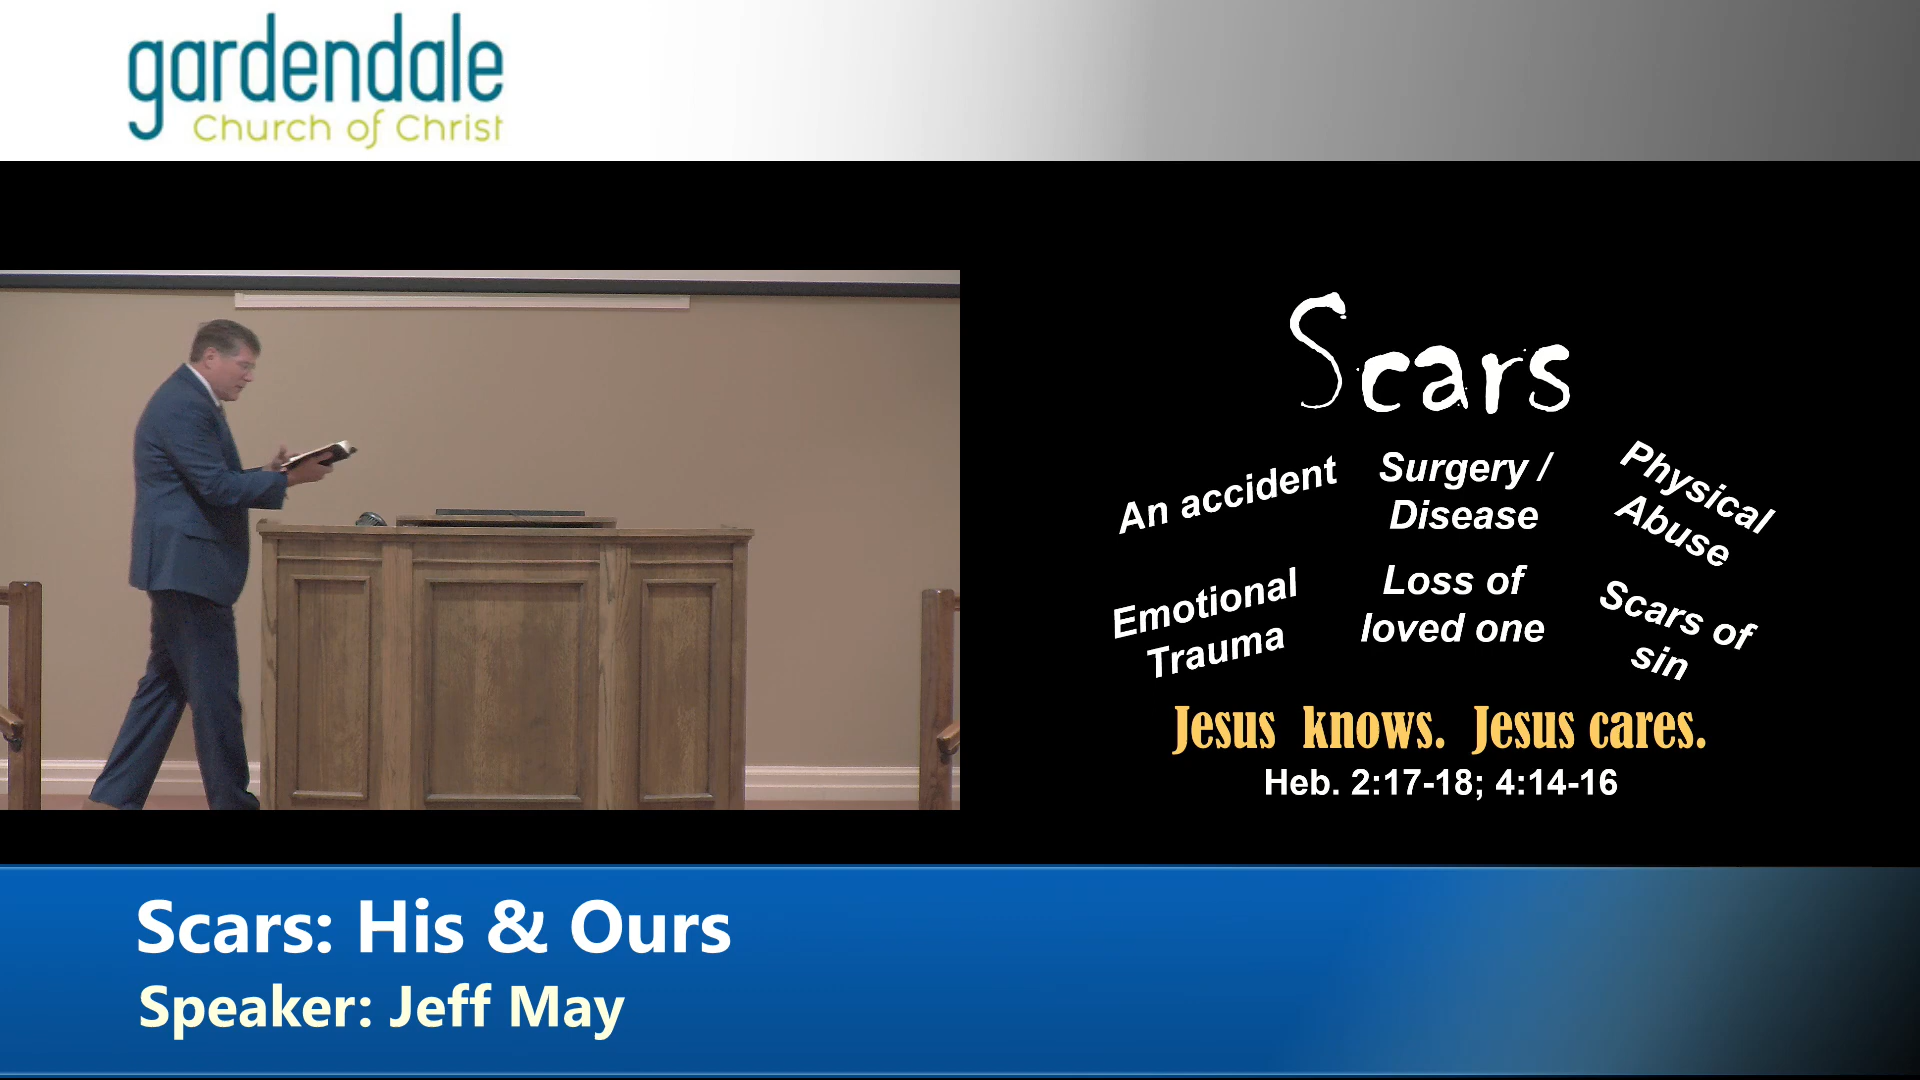 gardendale
Church of Christ
Scars
An accident
Surgery /
Disease
Physical
Abuse
Emotional
Trauma
Loss of
loved one
Scars of
sin
Jesus knows. Jesus cares.
Heb. 2:17-18; 4:14-16
Scars: His & Ours
Speaker: Jeff May